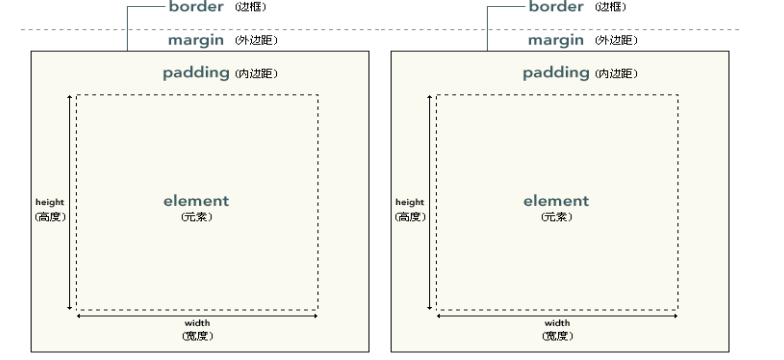 border (边框) border (边框)
margin (外边距) margin (外边距)
padding (内边距) padding (内边距)
element element
height height
(高度) (元素) (高度) (元素)
width width
(宽度) (宽度)